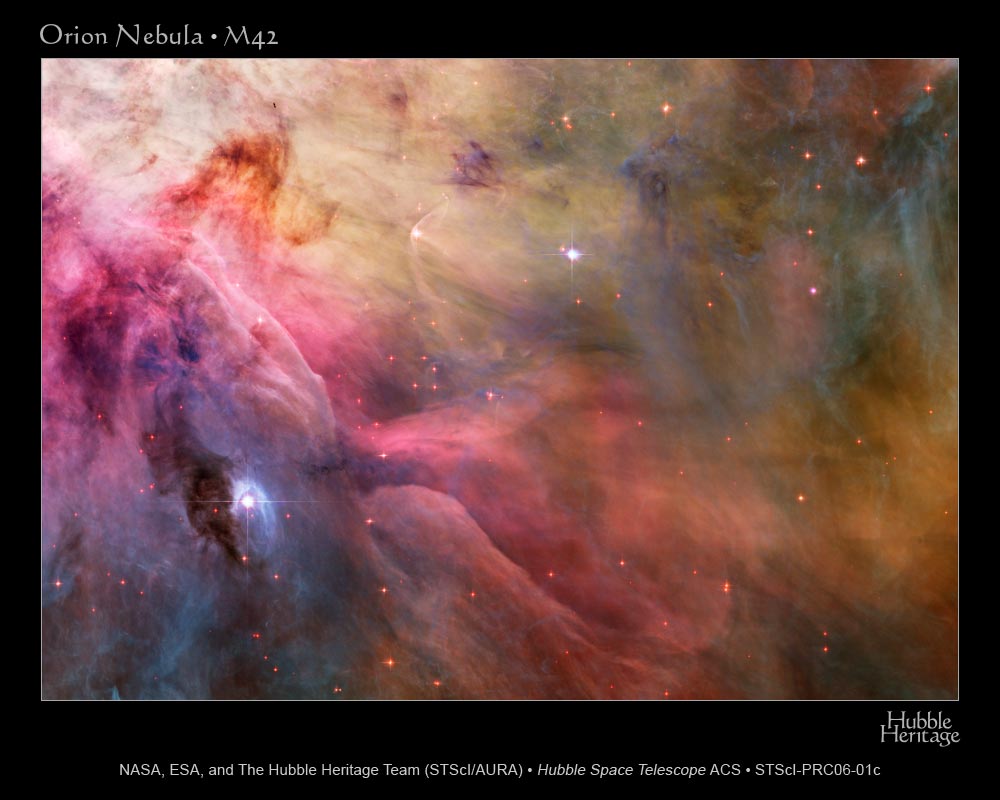 Orion Nebula • M42
Hubble
Heritage
NASA, ESA, and The Hubble Heritage Team (STScI/AURA) • Hubble Space Telescope ACS • STScI-PRC06-01c